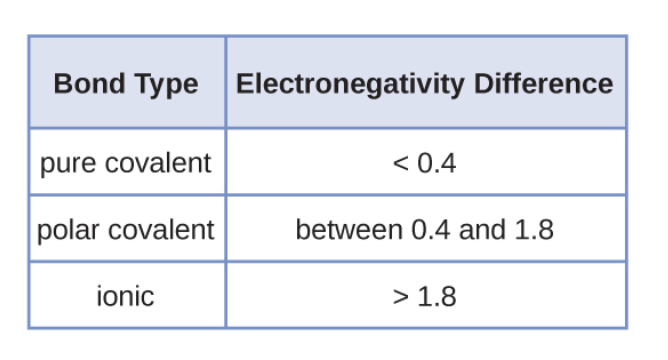 Bond Type Electronegativity Difference
pure covalent < 0.4
polar covalent between 0.4 and 1.8
ionic > 1.8